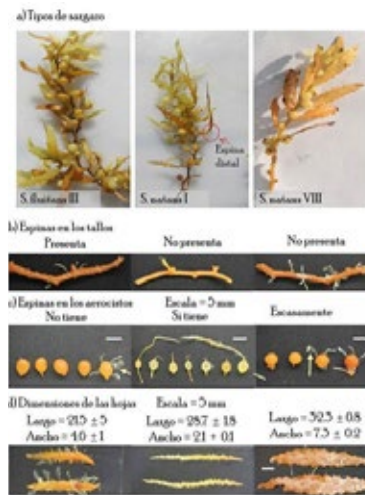 a) Tipos de sargazo
Espina
distal
S. fluitans III
S. natans I
S. natans VIII
b) Espinas en los tallos
Presenta
No presenta
No presenta
c) Espinas en los aerocistos
Escala = 5 mm
No tiene
Si tiene
Escasamente
d) Dimensiones de las hojas
Escala = 5 mm
Largo = 21.5 ± 5
Largo = 28.7 ± 1.8
Largo = 32.3 ± 0.8
Ancho = 4.0 ± 1
Ancho = 2.1 + 0.1
Ancho = 7.3 ± 0.2